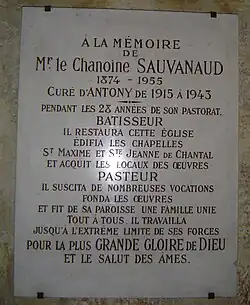 À LA MÉMOIRE
DE
Mr le Chanoine SAUVANAUD
1874 - 1955
CURÉ D'ANTONY DE 1915 À 1943
PENDANT LES 28 ANNÉES DE SON PASTORAT,
BATISSEUR
IL RESTAURA CETTE ÉGLISE
ÉDIFIA LES CHAPELLES
ST MAXIME ET STE JEANNE DE CHANTAL
ET ACQUIT LES LOCAUX DES ŒUVRES
PASTEUR
IL SUSCITA DE NOMBREUSES VOCATIONS
FONDA LES ŒUVRES
ET FIT DE SA PAROISSE UNE FAMILLE UNIE
TOUT À TOUS, IL TRAVAILLA
JUSQU'À L'EXTRÊME LIMITE DE SES FORCES
POUR LA PLUS GRANDE GLOIRE DE DIEU
ET LE SALUT DES ÂMES.